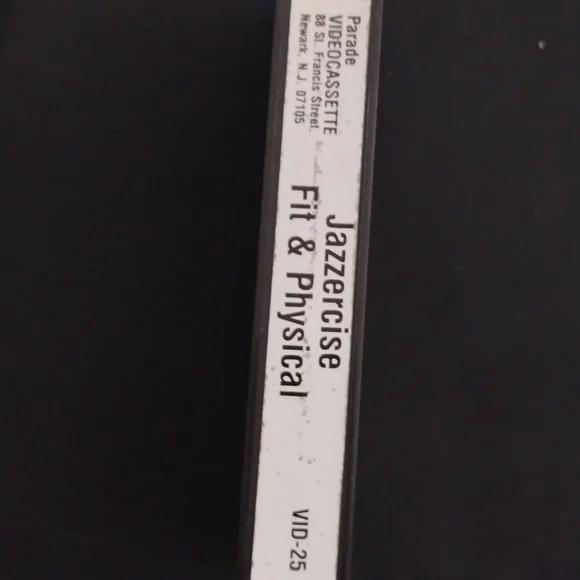 Parade
VIDEOCASSETTE
88 St. Francis Street.
Newark, N.J. 07105
Jazzercise
Fit & Physical
VID-25